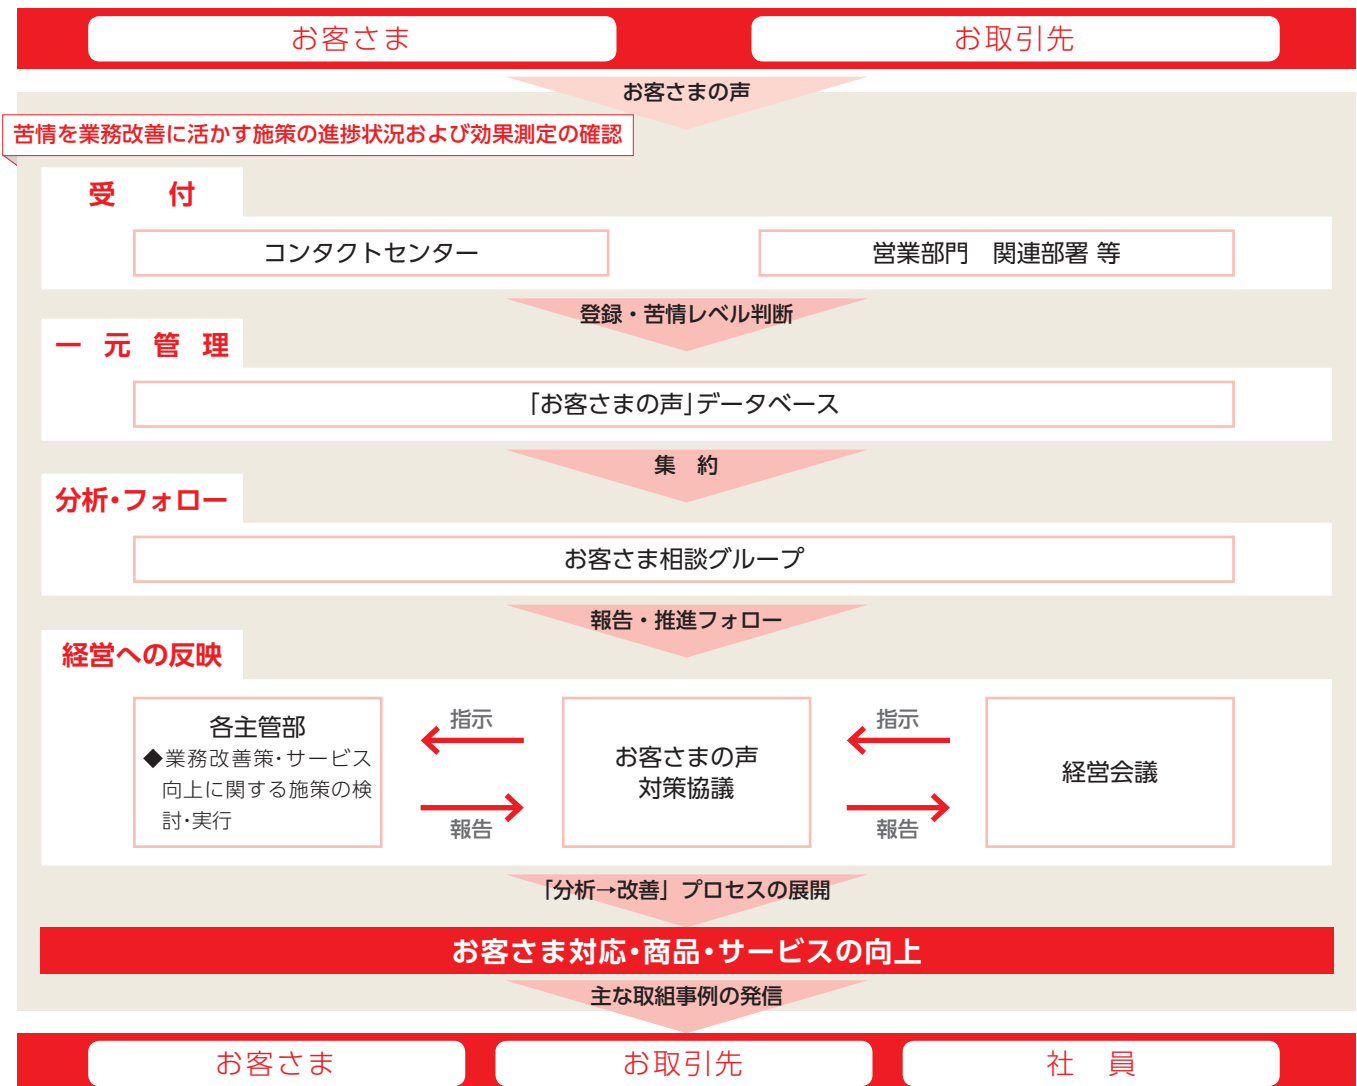 お客さま
お取引先
お客さまの声
苦情を業務改善に活かす施策の進捗状況および効果測定の確認
受　付
コンタクトセンター
営業部門　関連部署 等
登録・苦情レベル判断
一 元 管 理
「お客さまの声」データベース
集　約
分析・フォロー
お客さま相談グループ
報告・推進フォロー
経営への反映
各主管部
◆業務改善策・サービス
向上に関する施策の検
討・実行
指示
報告
お客さまの声
対策協議
指示
報告
経営会議
「分析→改善」プロセスの展開
お客さま対応・商品・サービスの向上
主な取組事例の発信
お客さま
お取引先
社　員